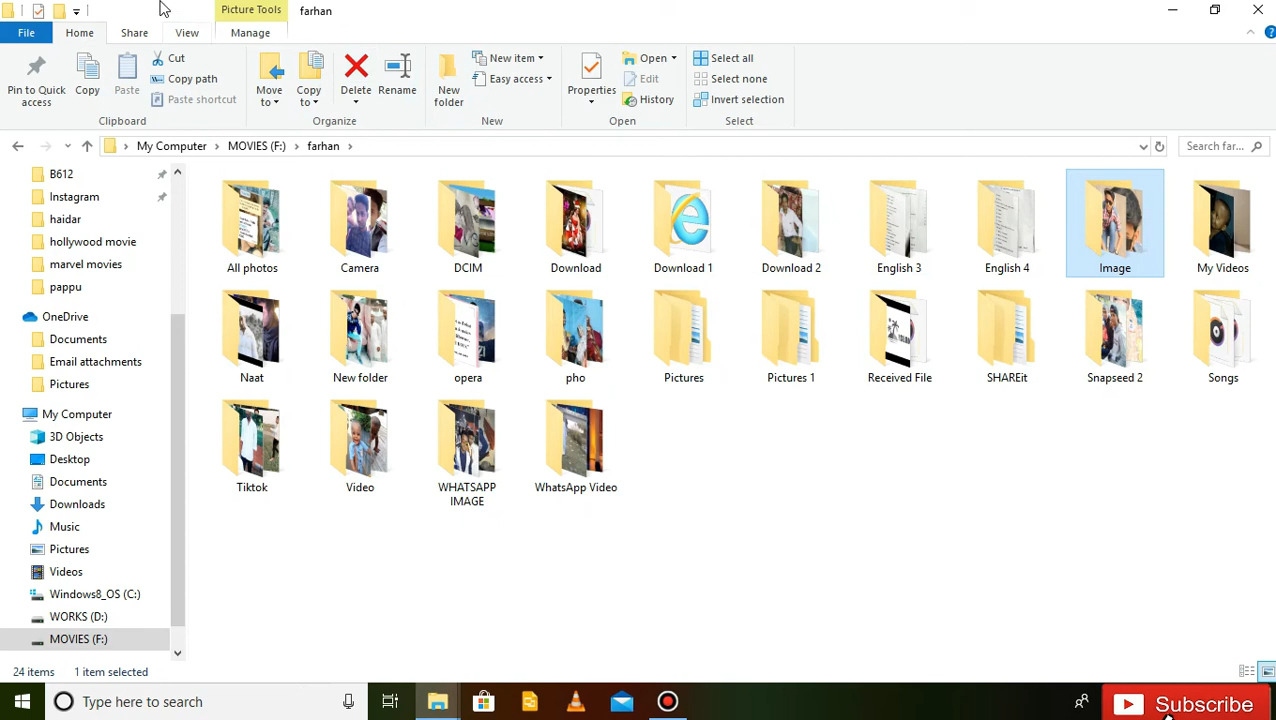 Picture Tools
farhan
File
Home
Share
View
Manage
Pin to Quick access
Copy
Paste
Cut
Copy path
Paste shortcut
Clipboard
Move to
Copy to
Delete
Rename
Organize
New folder
New item
Easy access
New
Properties
Open
Edit
History
Open
Select all
Select none
Invert selection
Select
My Computer
MOVIES (F:)
farhan
Search far...
B612
Instagram
haidar
hollywood movie
marvel movies
pappu
OneDrive
Documents
Email attachments
Pictures
My Computer
3D Objects
Desktop
Documents
Downloads
Music
Pictures
Videos
Windows8_OS (C:)
WORKS (D:)
MOVIES (F:)
All photos
Camera
DCIM
Download
Download 1
Download 2
English 3
English 4
Image
My Videos
Naat
New folder
opera
pho
Pictures
Pictures 1
Received File
SHAREit
Snapseed 2
Songs
Tiktok
Video
WHATSAPP IMAGE
WhatsApp Video
24 items
1 item selected
Type here to search
Subscribe